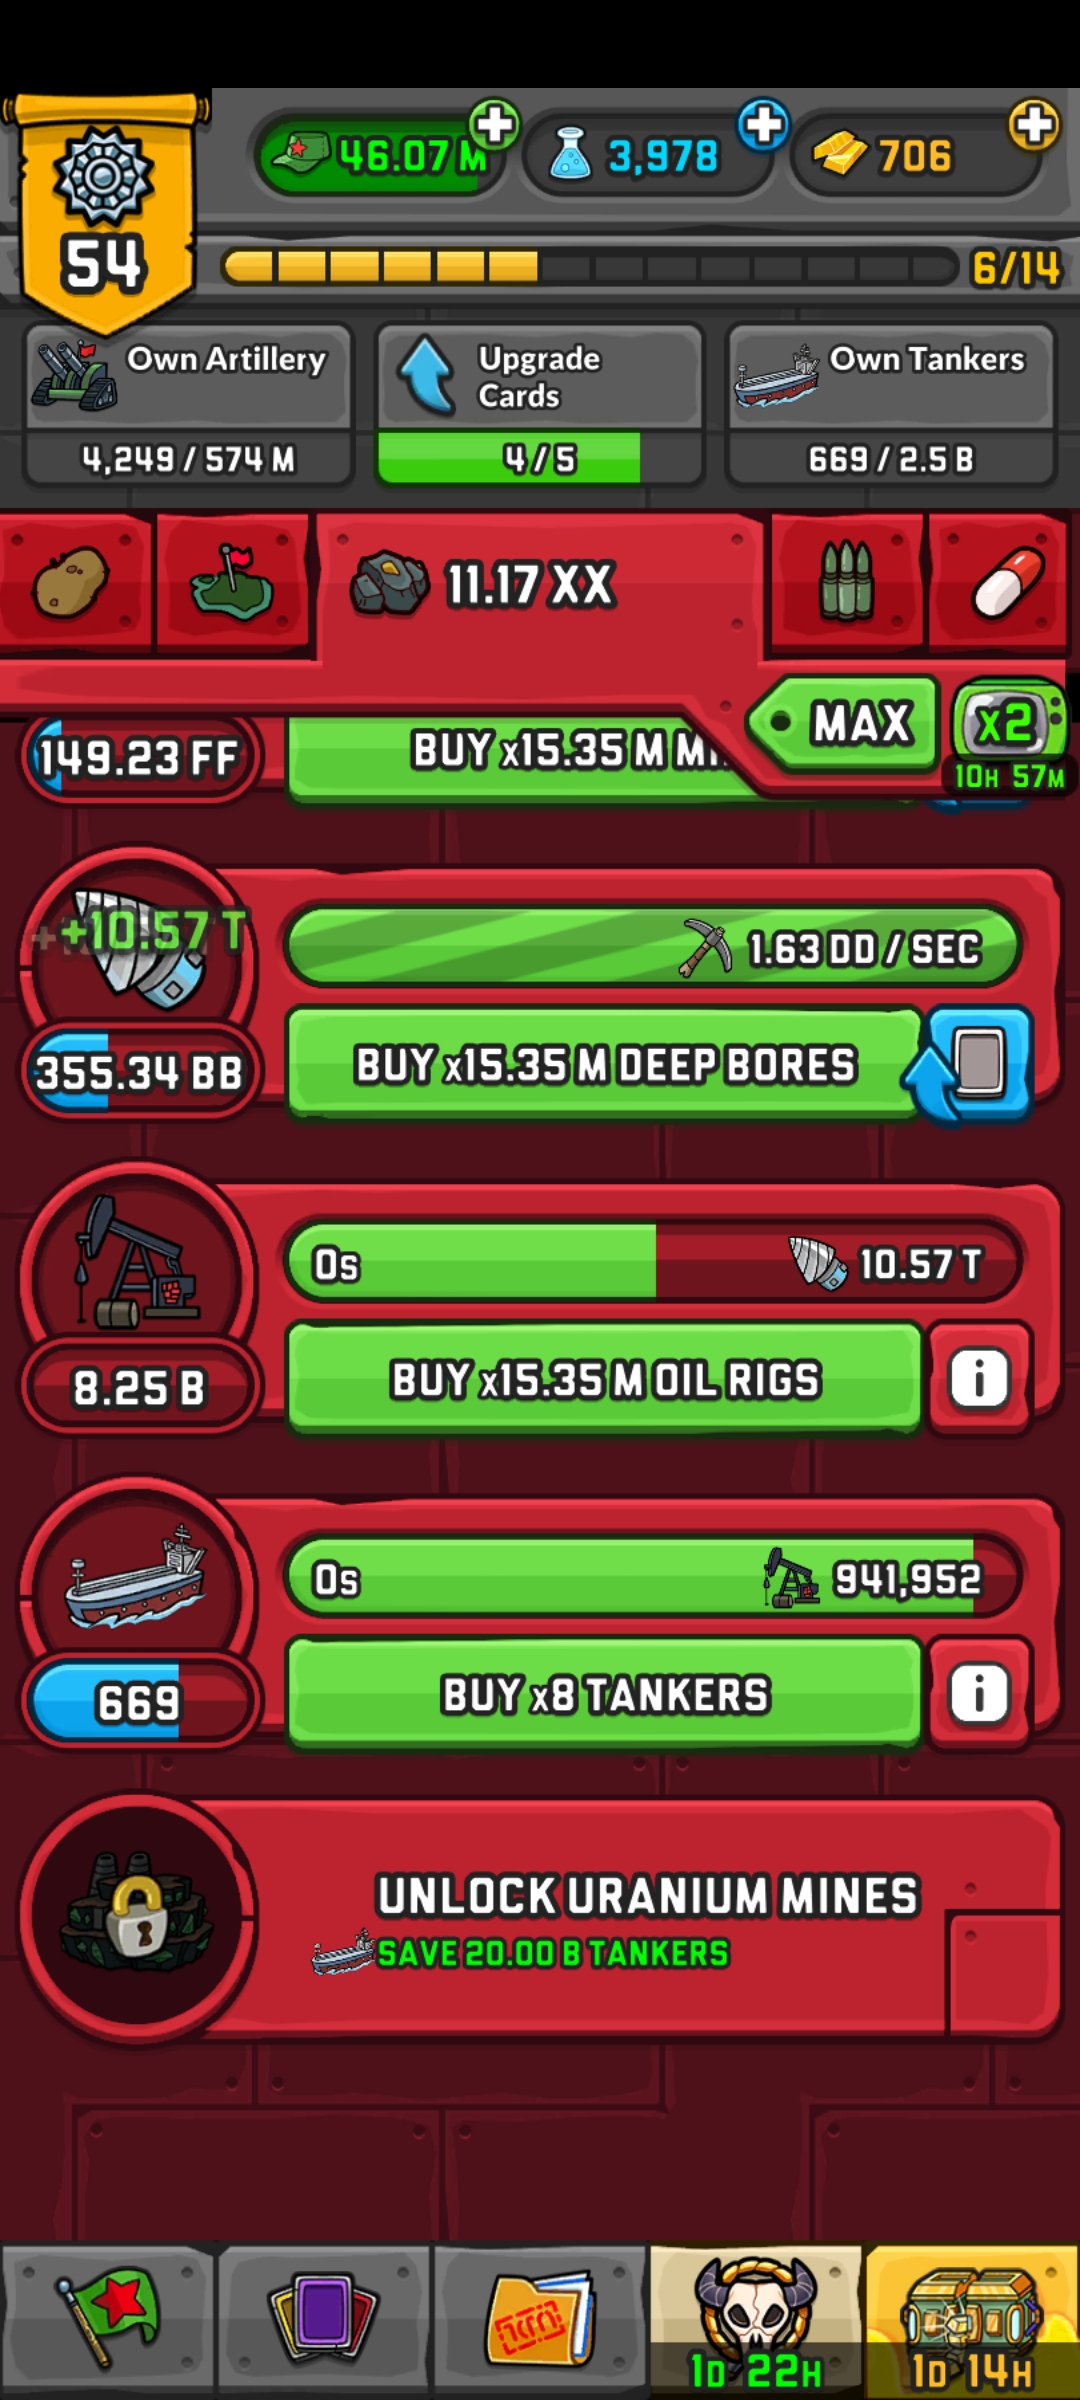 46.07 M
3,978
706
54
6/14
Own Artillery
4,249 / 574 M
Upgrade
Cards
4 / 5
Own Tankers
669 / 2.5 B
11.17 XX
MAX
x2
10H 57M
149.23 FF
BUY x15.35 M
+10.57 T
1.63 DD / SEC
355.34 BB
BUY x15.35 M DEEP BORES
0s
10.57 T
8.25 B
BUY x15.35 M OIL RIGS
i
0s
941,952
669
BUY x8 TANKERS
i
UNLOCK URANIUM MINES
SAVE 20.00 B TANKERS
1D 22H
1D 14H